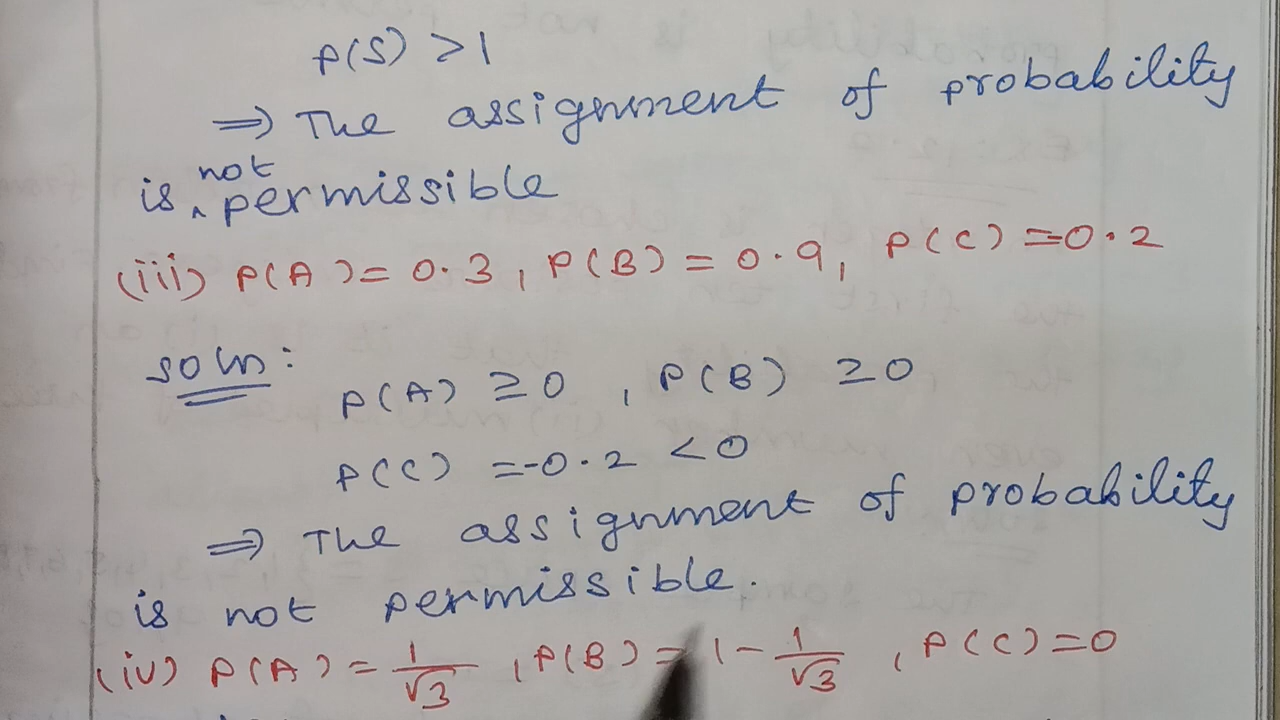 P(S) > 1
⇒ The assignment of probability
is not permissible
(iii) P(A) = 0.3, P(B) = 0.9, P(C) = 0.2
soln:
P(A) ≥ 0, P(B) ≥ 0
P(C) = -0.2 < 0
⇒ The assignment of probability
is not permissible.
(iv) P(A) = 1/√3, P(B) = 1 - 1/√3, P(C) = 0